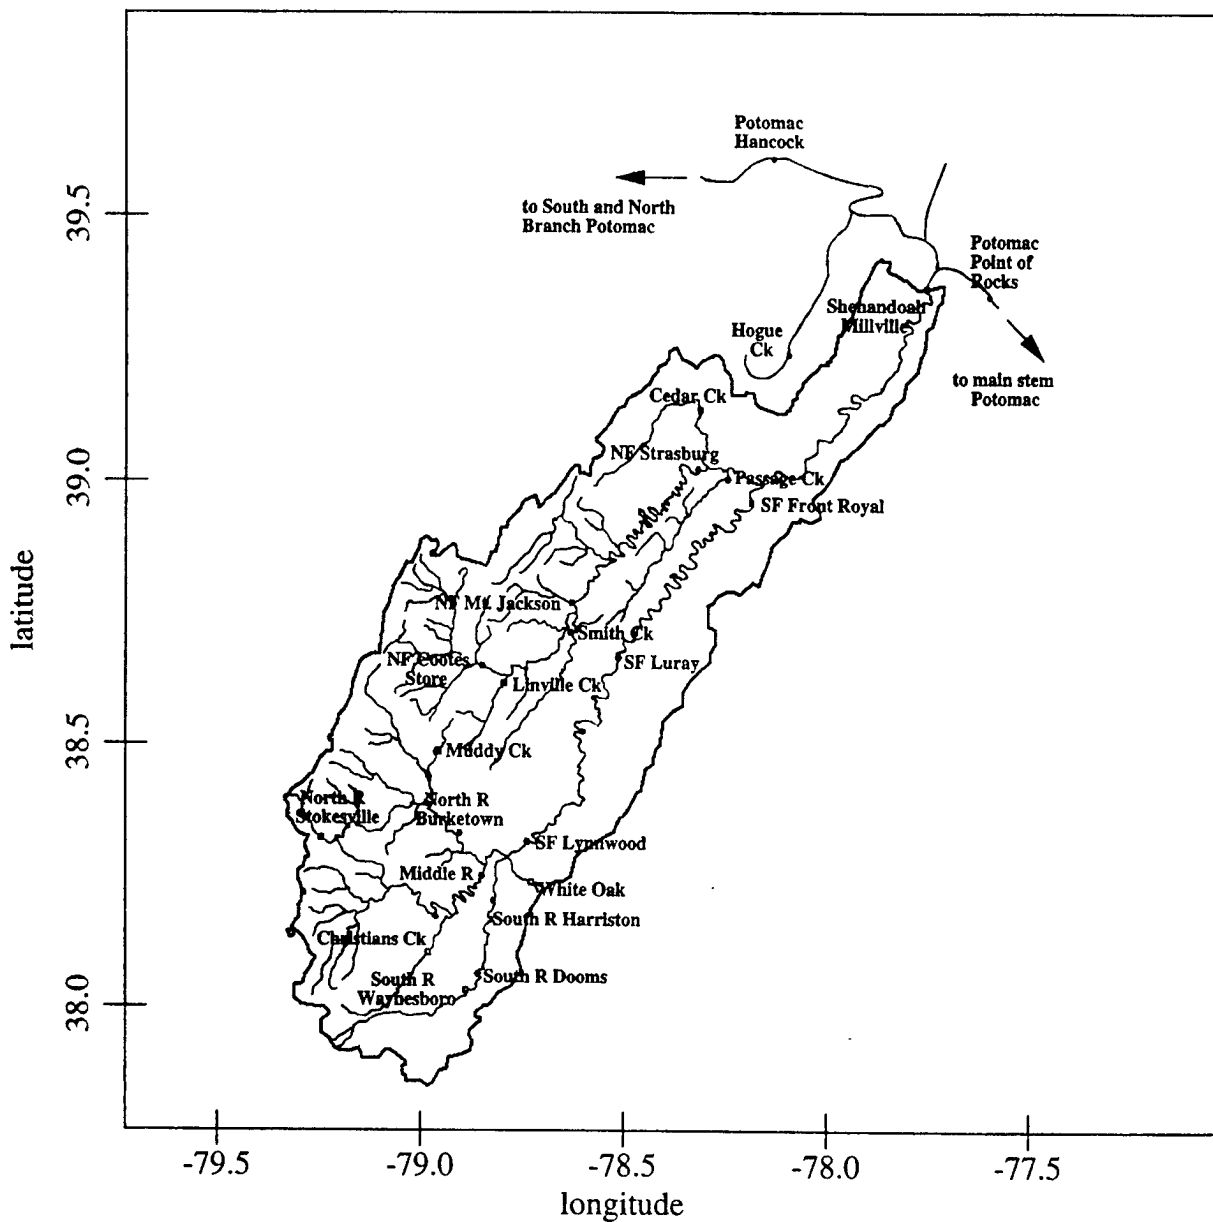 Potomac
Hancock
39.5
to South and North
Branch Potomac
Potomac
Point of
Rocks
Shenandoah
Millville
Hogue
Ck
to main stem
Potomac
Cedar Ck
NF Strasburg
39.0
Passage Ck
SF Front Royal
latitude
NF Mt. Jackson
Smith Ck
NF Cootes
Store
SF Luray
Linville Ck
38.5
Muddy Ck
North R
Stokesville
North R
Burketown
SF Lynnwood
Middle R
White Oak
South R Harriston
Christians Ck
South R
Waynesboro
South R Dooms
38.0
-79.5
-79.0
-78.5
-78.0
-77.5
longitude